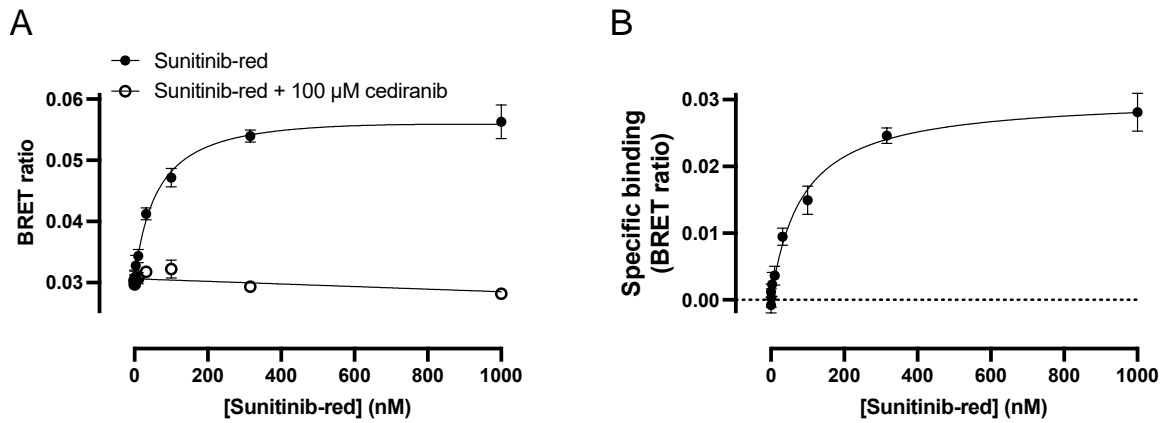 A
Sunitinib-red
Sunitinib-red + 100 μM cediranib
0.06
0.05
0.04
0.03
BRET ratio
0 200 400 600 800 1000
[Sunitinib-red] (nM)
B
0.03
0.02
0.01
0.00
Specific binding
(BRET ratio)
0 200 400 600 800 1000
[Sunitinib-red] (nM)